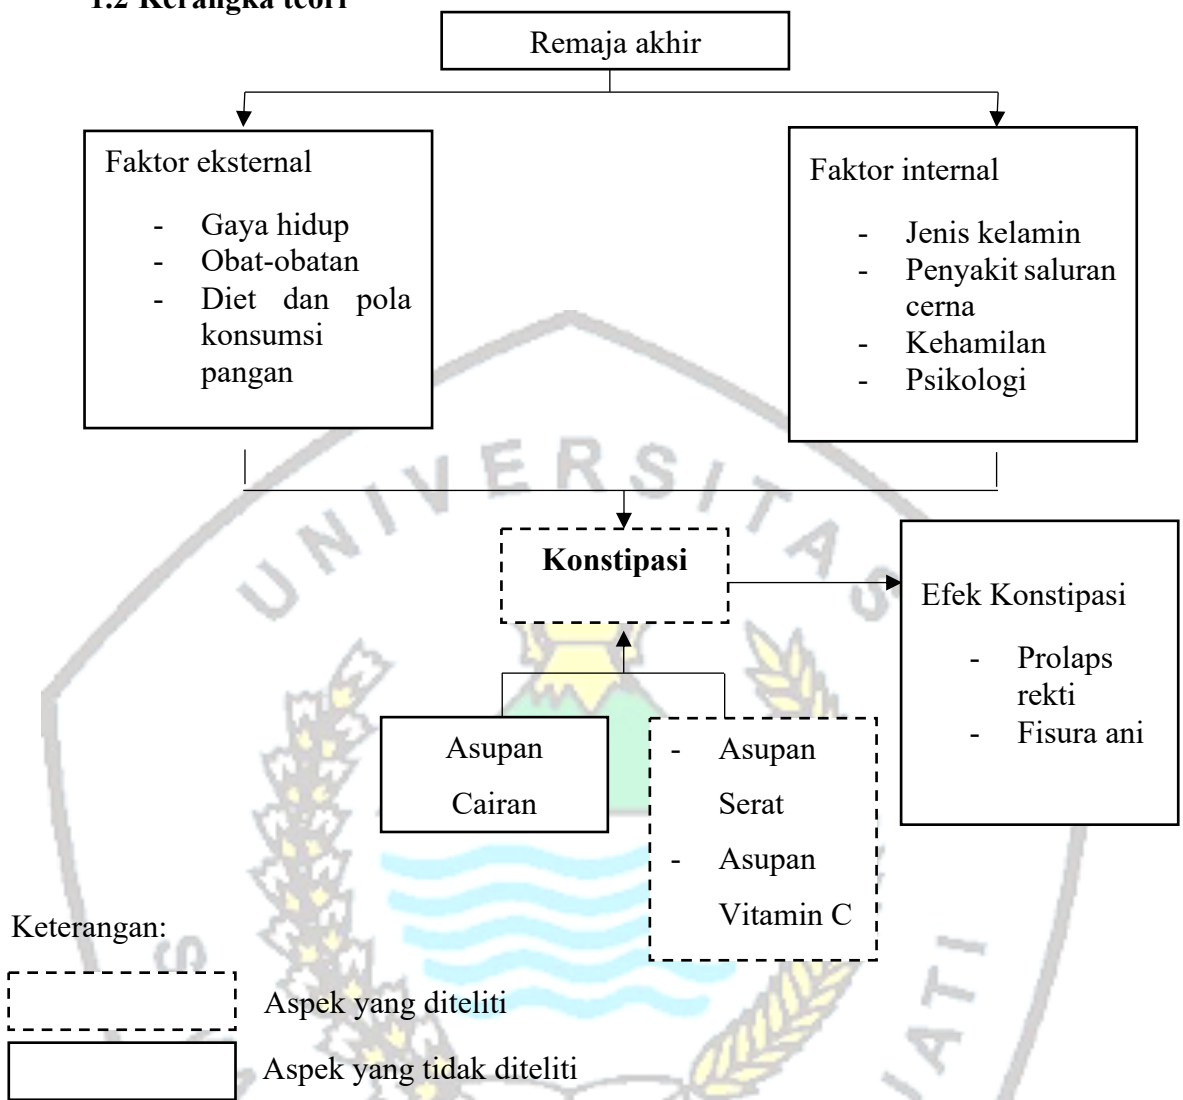 1.2 Kerangka teori
Remaja akhir
Faktor eksternal
- Gaya hidup
- Obat-obatan
- Diet dan pola
konsumsi
pangan
Faktor internal
- Jenis kelamin
- Penyakit saluran
cerna
- Kehamilan
- Psikologi
UNIVERSITAS
Konstipasi
Efek Konstipasi
- Prolaps
rekti
- Fisura ani
Asupan
Cairan
- Asupan
Serat
- Asupan
Vitamin C
Keterangan:
Aspek yang diteliti
Aspek yang tidak diteliti